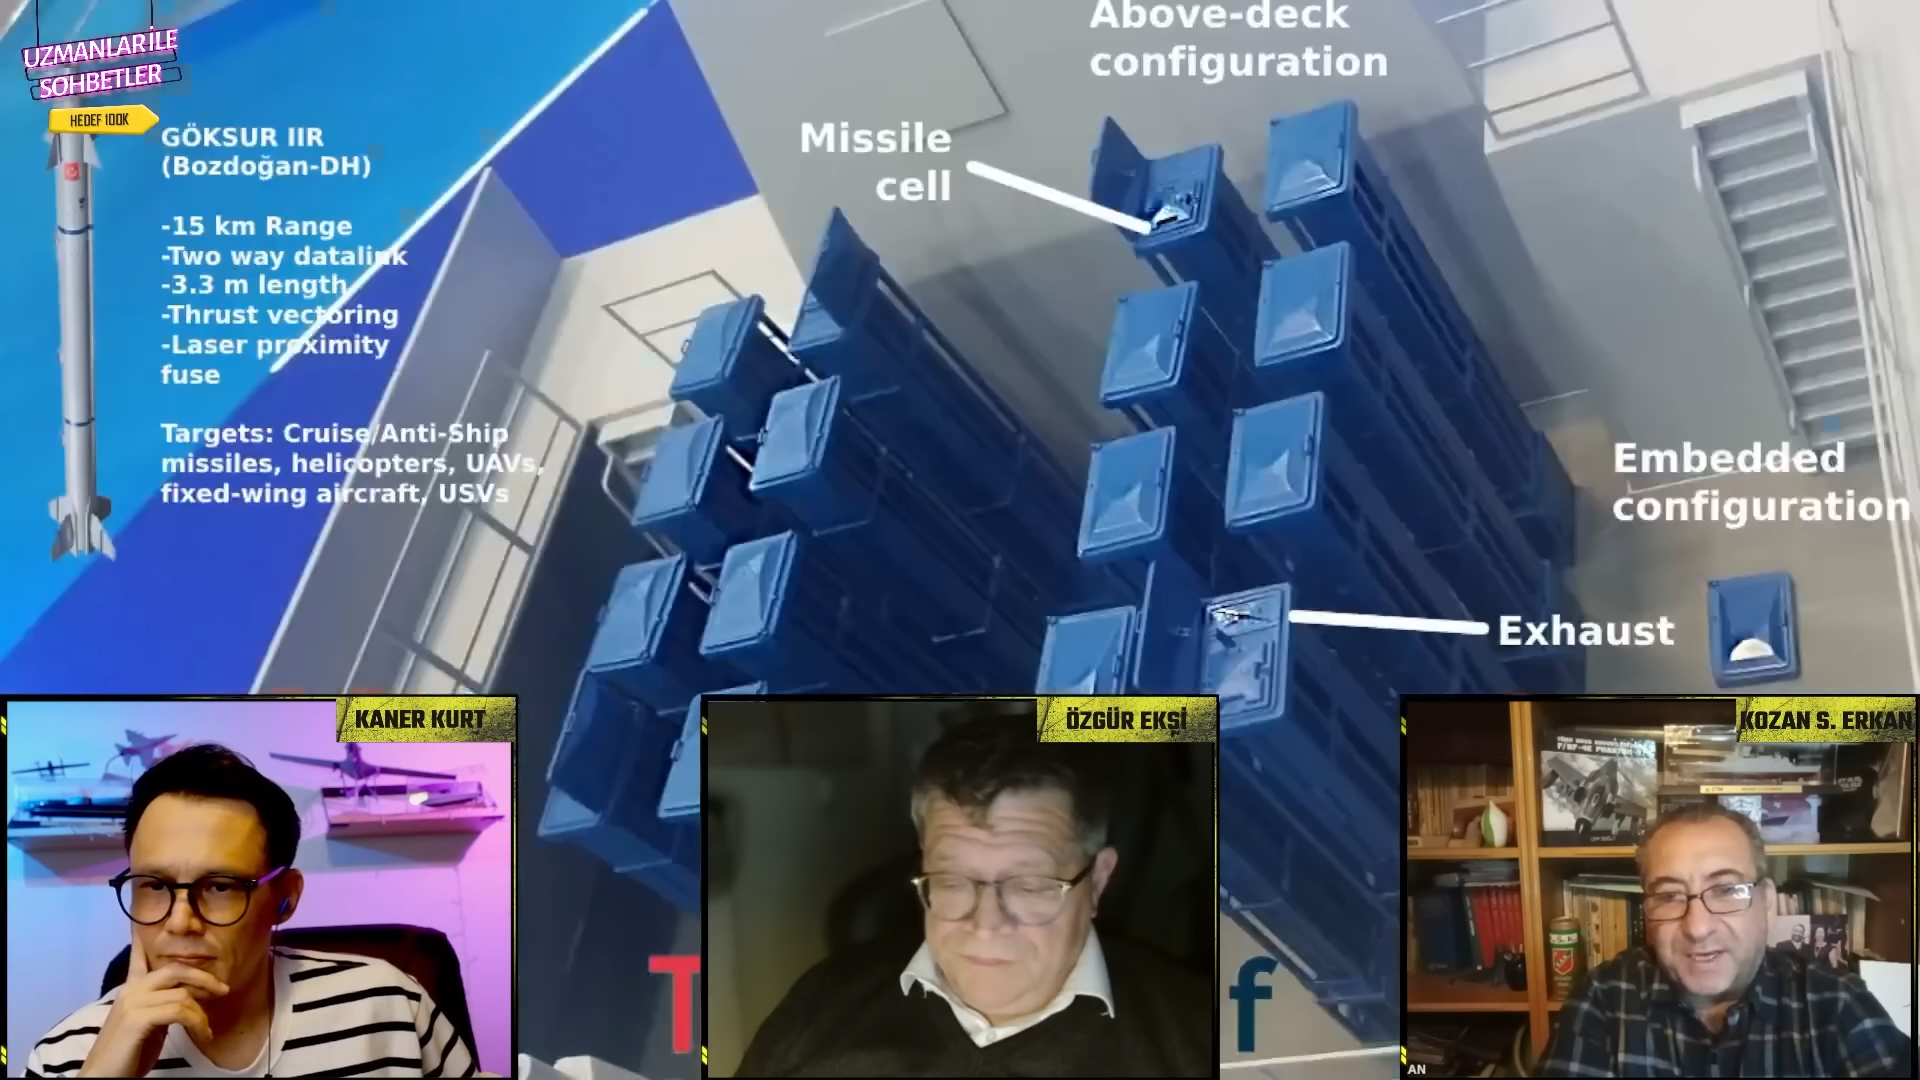 UZMANLAR İLE
SOHBETLER
HEDEF 100K
GÖKSUR IIR
(Bozdoğan-DH)
-15 km Range
-Two way datalink
-3.3 m length
-Thrust vectoring
-Laser proximity
fuse
Targets: Cruise/Anti-Ship
missiles, helicopters, UAVs,
fixed-wing aircraft, USVs
Above-deck
configuration
Missile
cell
Embedded
configuration
Exhaust
KANER KURT
ÖZGÜR EKŞİ
KOZAN S. ERKAN
T
f
AN